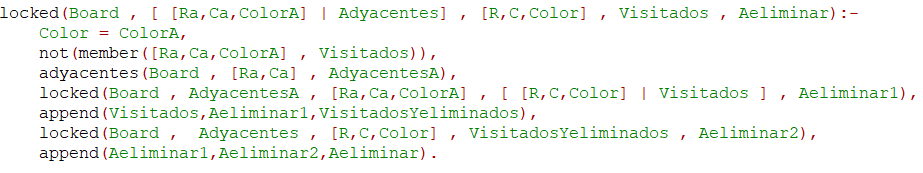 locked(Board , [ [Ra,Ca,ColorA] | Adyacentes] , [R,C,Color] , Visitados , Aeliminar):-
    Color = ColorA,
    not(member([Ra,Ca,ColorA] , Visitados)),
    adyacentes(Board , [Ra,Ca] , AdyacentesA),
    locked(Board , AdyacentesA , [Ra,Ca,ColorA] , [ [R,C,Color] | Visitados ] , Aeliminar1),
    append(Visitados,Aeliminar1,VisitadosYeliminados),
    locked(Board ,  Adyacentes , [R,C,Color] , VisitadosYeliminados , Aeliminar2),
    append(Aeliminar1,Aeliminar2,Aeliminar).